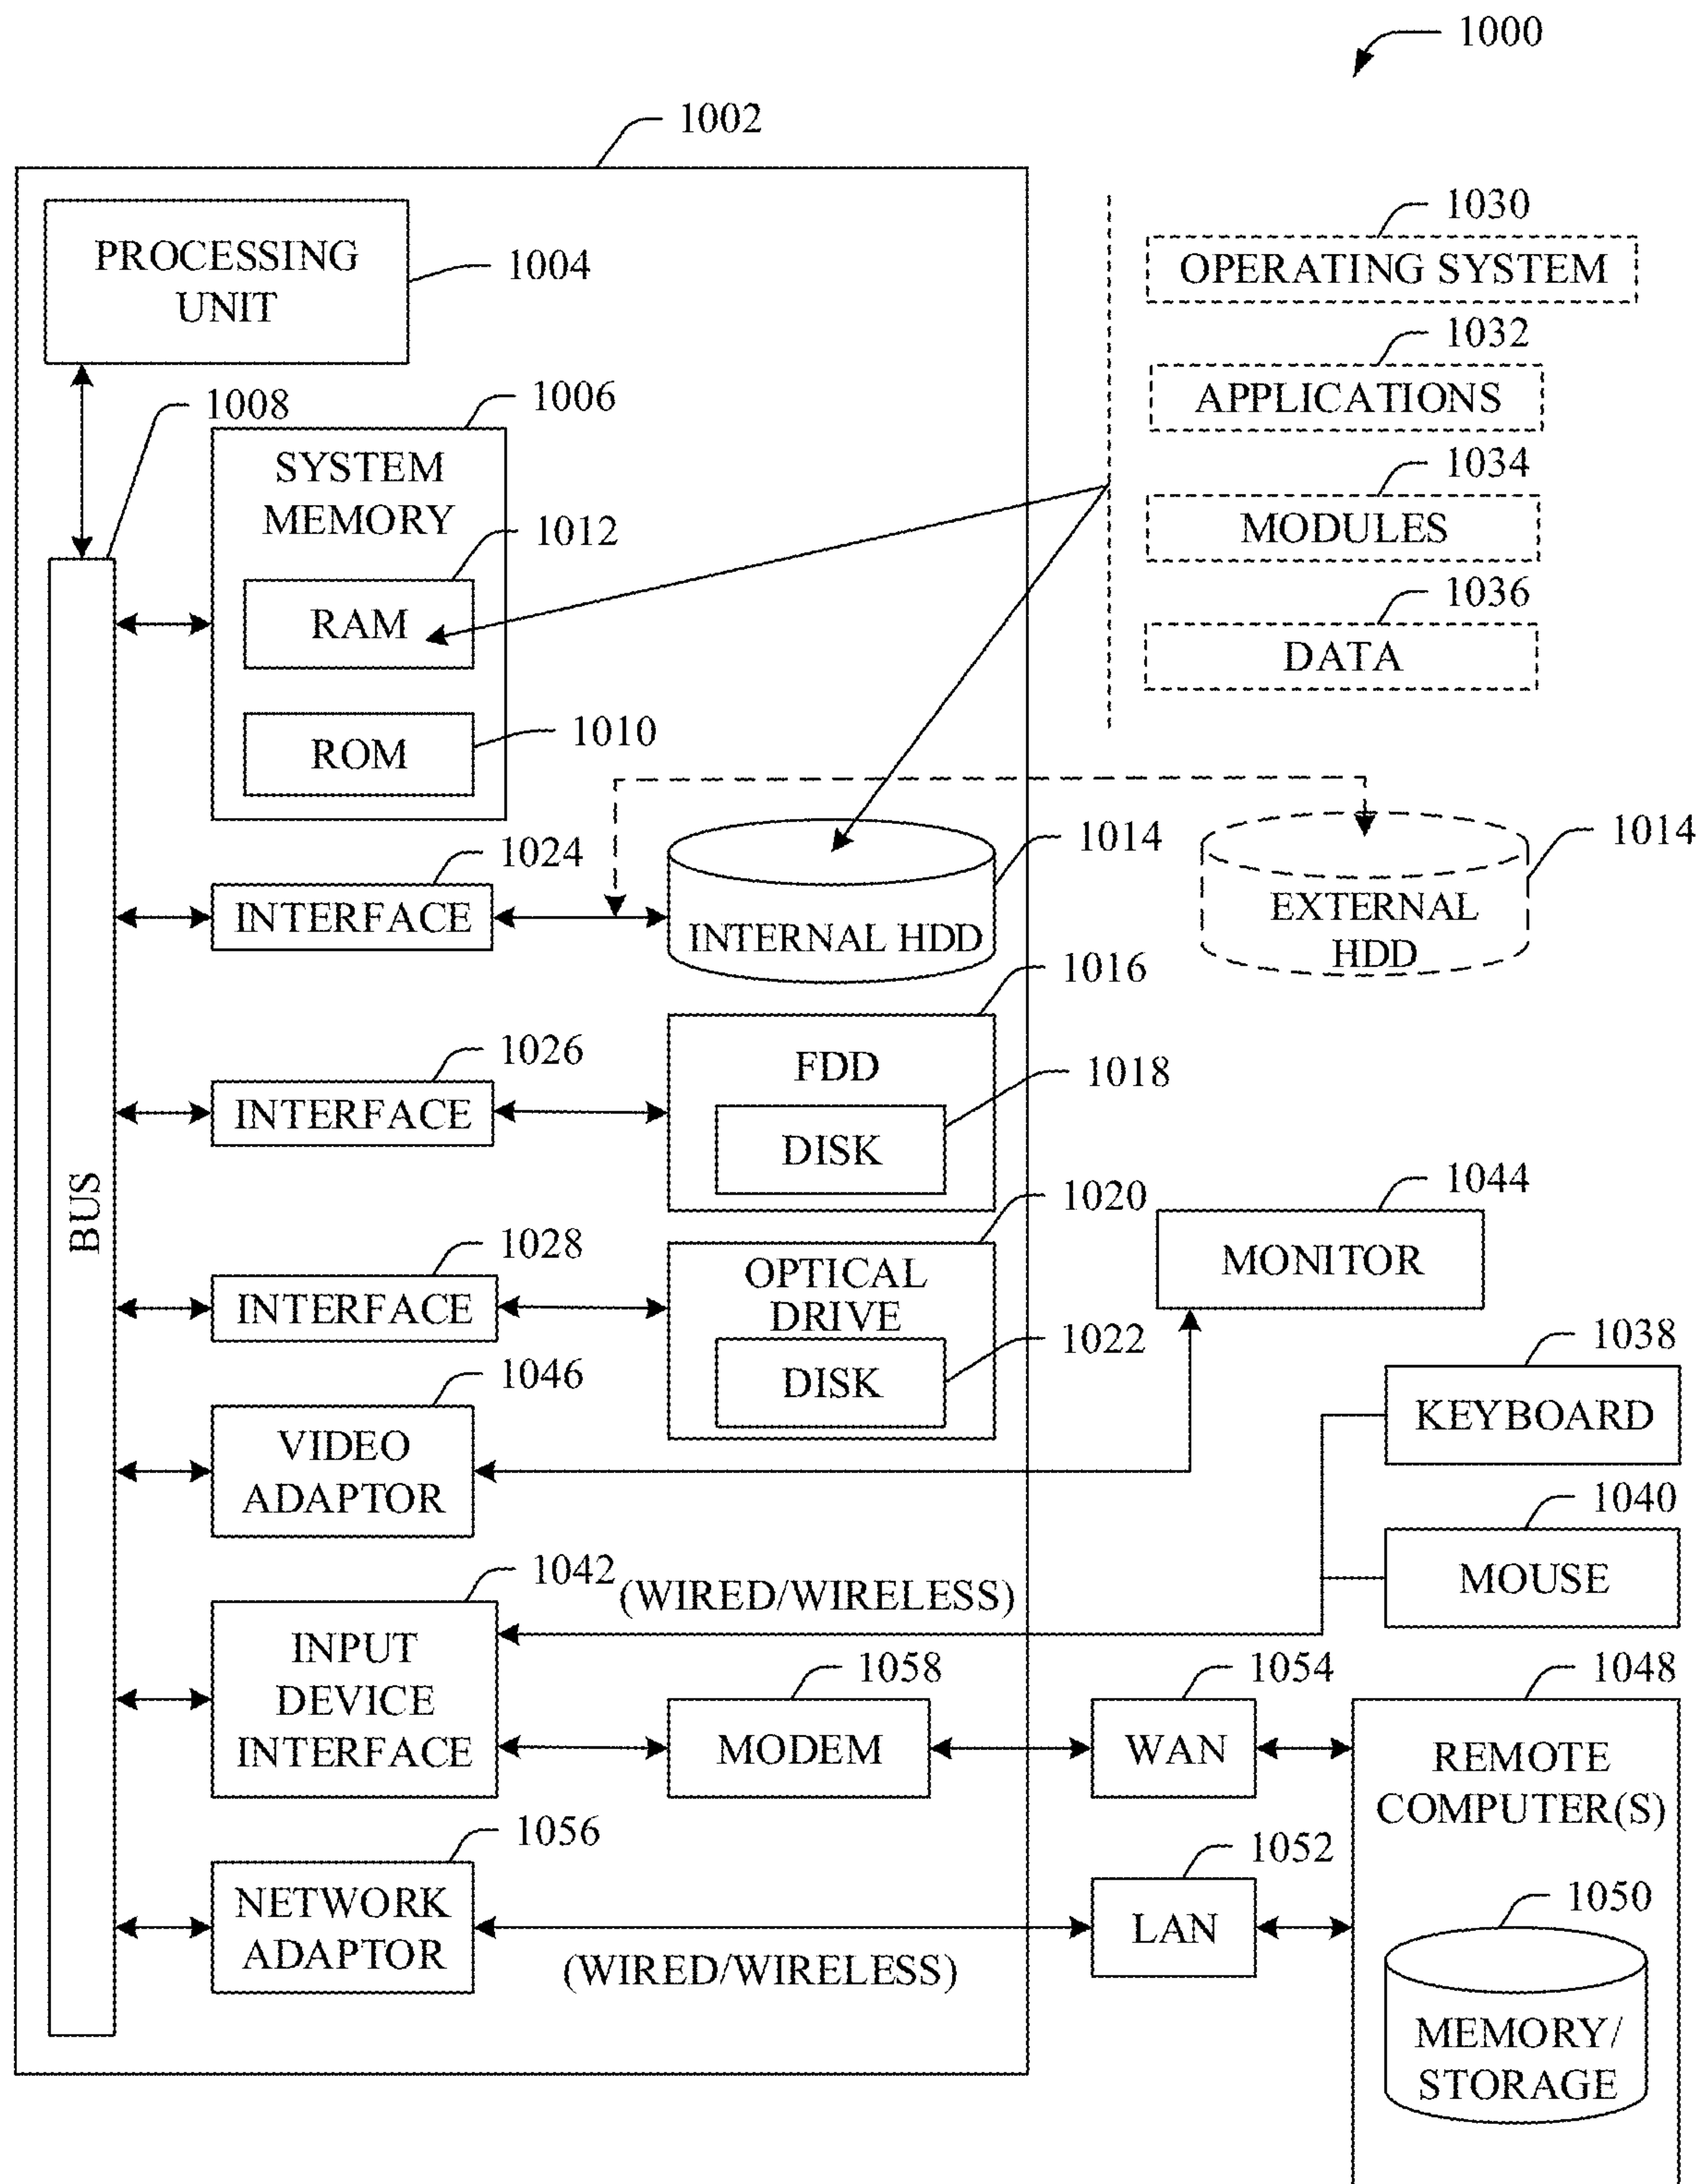 1000
1002
PROCESSING
UNIT
1004
1008
1006
SYSTEM
MEMORY
1012
RAM
ROM
1010
1030
OPERATING SYSTEM
1032
APPLICATIONS
1034
MODULES
1036
DATA
BUS
1024
INTERFACE
1014
INTERNAL HDD
1014
EXTERNAL
HDD
1016
FDD
1018
DISK
1026
INTERFACE
1020
OPTICAL
DRIVE
1022
DISK
1028
INTERFACE
1044
MONITOR
1046
VIDEO
ADAPTOR
1038
KEYBOARD
1040
MOUSE
1042
(WIRED/WIRELESS)
INPUT
DEVICE
INTERFACE
1058
MODEM
1054
WAN
1048
REMOTE
COMPUTER(S)
1056
NETWORK
ADAPTOR
(WIRED/WIRELESS)
1052
LAN
1050
MEMORY/
STORAGE